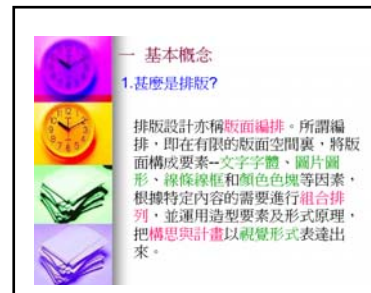 一 基本概念
1.甚麼是排版?
排版設計亦稱版面編排。所謂編
排，即在有限的版面空間裏，將版
面構成要素--文字字體、圖片圖
形、線條線框和顏色色塊等因素，
根據特定內容的需要進行組合排
列，並運用造型要素及形式原理，
把構思與計畫以視覺形式表達出
來。